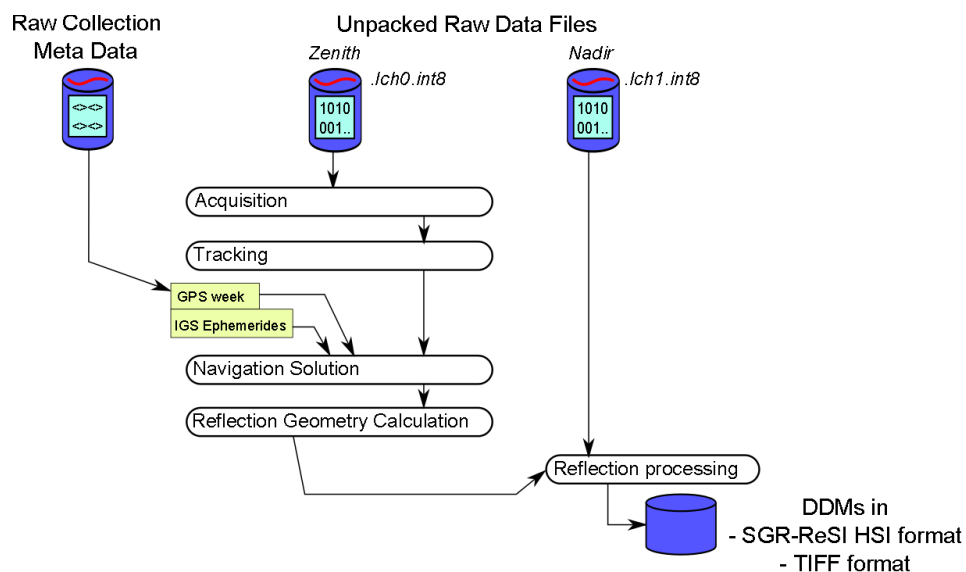 Raw Collection
Meta Data
Unpacked Raw Data Files
Zenith
.lch0.int8
Nadir
.lch1.int8
<><>
<><>
1010
001..
1010
001..
Acquisition
Tracking
GPS week
IGS Ephemerides
Navigation Solution
Reflection Geometry Calculation
Reflection processing
DDMs in
- SGR-ReSI HSI format
- TIFF format